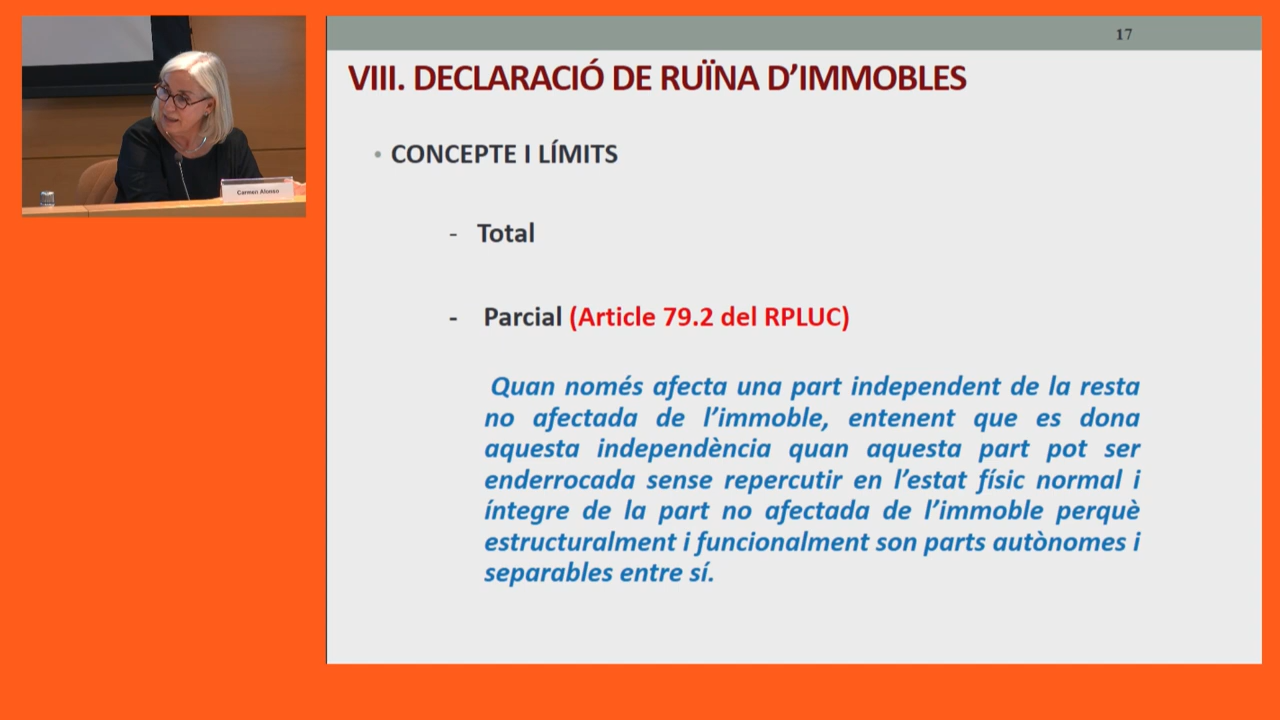 17
VIII. DECLARACIÓ DE RUÏNA D’IMMOBLES
• CONCEPTE I LÍMITS
- Total
- Parcial (Article 79.2 del RPLUC)
Quan només afecta una part independent de la resta
no afectada de l’immoble, entenent que es dona
aquesta independència quan aquesta part pot ser
enderrocada sense repercutir en l’estat físic normal i
íntegre de la part no afectada de l’immoble perquè
estructuralment i funcionalment son parts autònomes i
separables entre sí.
Carmen Alonso